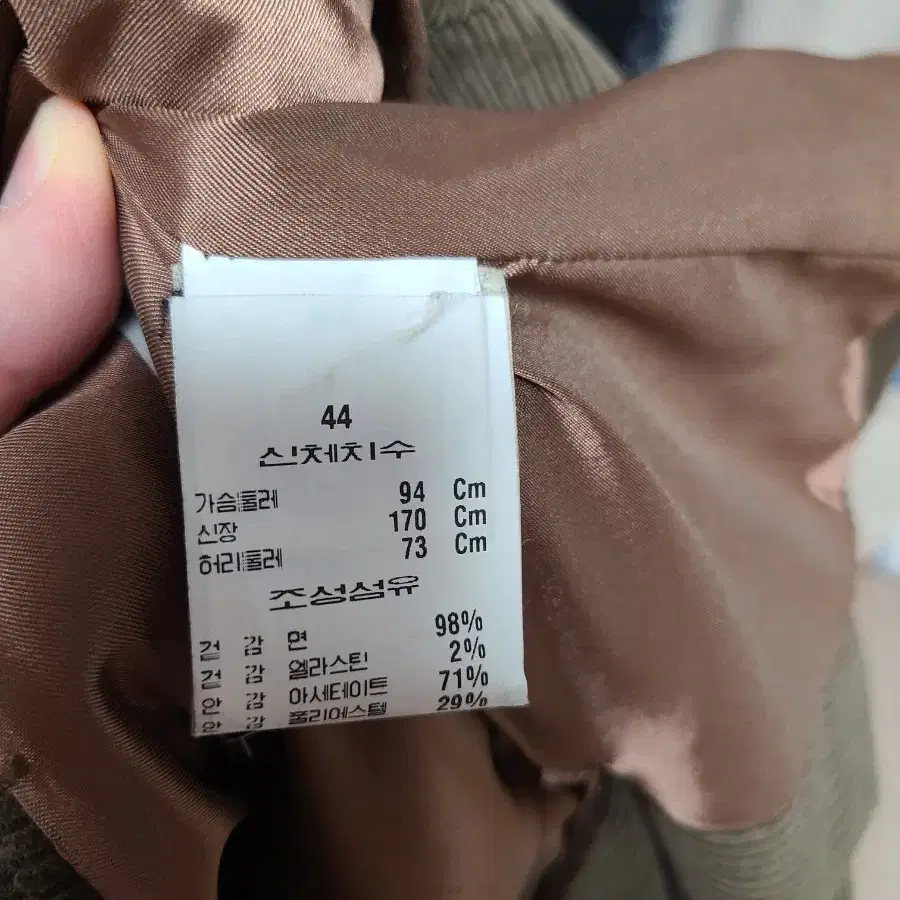 44
신체치수
가슴둘레 94 Cm
신장 170 Cm
허리둘레 73 Cm
조성섬유
겉 감 면 98%
겉 감 엘라스틴 2%
안 감 아세테이트 71%
안 감 폴리에스텔 29%